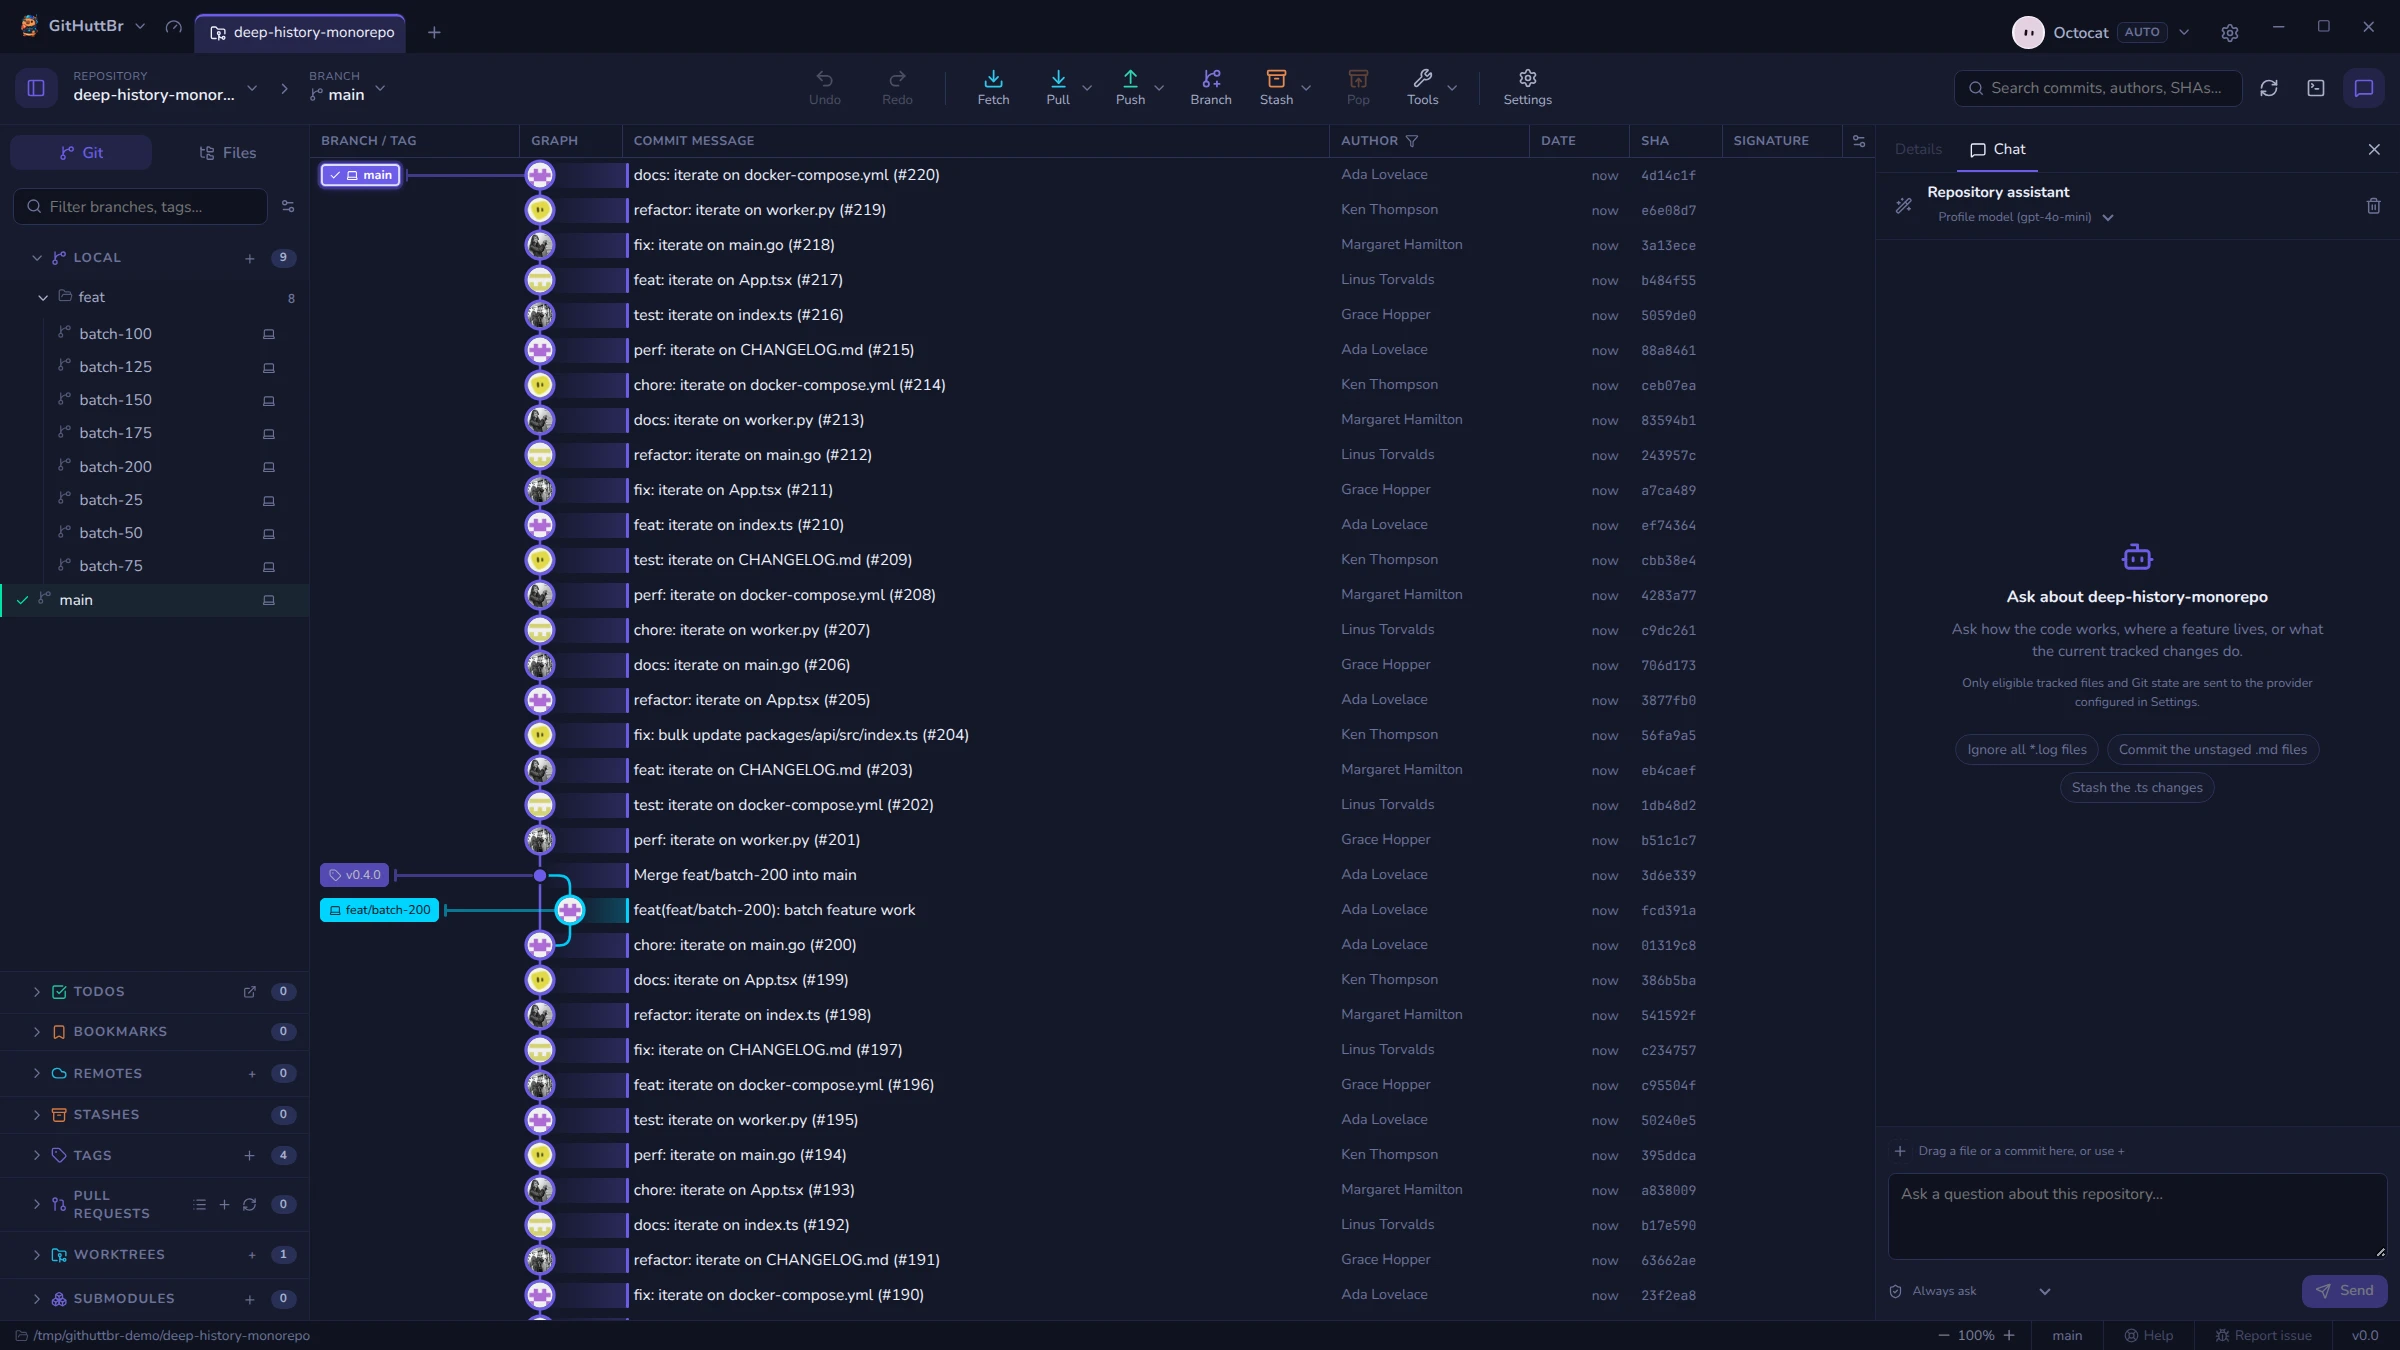 GitHuttBr
deep-history-monorepo
Octocat AUTO
REPOSITORY
deep-history-monor...
BRANCH
main
Undo
Redo
Fetch
Pull
Push
Branch
Stash
Pop
Tools
Settings
Search commits, authors, SHAs...
Git
Files
Filter branches, tags...
LOCAL 9
feat 8
batch-100
batch-125
batch-150
batch-175
batch-200
batch-25
batch-50
batch-75
main
TODOS 0
BOOKMARKS 0
REMOTES 0
STASHES 0
TAGS 4
PULL REQUESTS 0
WORKTREES 1
SUBMODULES 0
BRANCH / TAG GRAPH COMMIT MESSAGE AUTHOR DATE SHA SIGNATURE
main docs: iterate on docker-compose.yml (#220) Ada Lovelace now 4d14c1f
refactor: iterate on worker.py (#219) Ken Thompson now e6e08d7
fix: iterate on main.go (#218) Margaret Hamilton now 3a13ece
feat: iterate on App.tsx (#217) Linus Torvalds now b484f55
test: iterate on index.ts (#216) Grace Hopper now 5059de0
perf: iterate on CHANGELOG.md (#215) Ada Lovelace now 88a8461
chore: iterate on docker-compose.yml (#214) Ken Thompson now ceb07ea
docs: iterate on worker.py (#213) Margaret Hamilton now 83594b1
refactor: iterate on main.go (#212) Linus Torvalds now 243957c
fix: iterate on App.tsx (#211) Grace Hopper now a7ca489
feat: iterate on index.ts (#210) Ada Lovelace now ef74364
test: iterate on CHANGELOG.md (#209) Ken Thompson now cbb38e4
perf: iterate on docker-compose.yml (#208) Margaret Hamilton now 4283a77
chore: iterate on worker.py (#207) Linus Torvalds now c9dc261
docs: iterate on main.go (#206) Grace Hopper now 706d173
refactor: iterate on App.tsx (#205) Ada Lovelace now 3877fb0
fix: bulk update packages/api/src/index.ts (#204) Ken Thompson now 56fa9a5
feat: iterate on CHANGELOG.md (#203) Margaret Hamilton now eb4caef
test: iterate on docker-compose.yml (#202) Linus Torvalds now 1db48d2
perf: iterate on worker.py (#201) Grace Hopper now b51c1c7
v0.4.0 Merge feat/batch-200 into main Ada Lovelace now 3d6e339
feat/batch-200 feat(feat/batch-200): batch feature work Ada Lovelace now fcd391a
chore: iterate on main.go (#200) Ada Lovelace now 01319c8
docs: iterate on App.tsx (#199) Ken Thompson now 386b5ba
refactor: iterate on index.ts (#198) Margaret Hamilton now 541592f
fix: iterate on CHANGELOG.md (#197) Linus Torvalds now c234757
feat: iterate on docker-compose.yml (#196) Grace Hopper now c95504f
test: iterate on worker.py (#195) Ada Lovelace now 50240e5
perf: iterate on main.go (#194) Ken Thompson now 395ddca
chore: iterate on App.tsx (#193) Margaret Hamilton now a838009
docs: iterate on index.ts (#192) Linus Torvalds now b17e590
refactor: iterate on CHANGELOG.md (#191) Grace Hopper now 63662ae
fix: iterate on docker-compose.yml (#190) Ada Lovelace now 23f2ea8
Details
Chat
Repository assistant
Profile model (gpt-4o-mini)
Ask about deep-history-monorepo
Ask how the code works, where a feature lives, or what
the current tracked changes do.
Only eligible tracked files and Git state are sent to the provider
configured in Settings.
Ignore all *.log files
Commit the unstaged .md files
Stash the .ts changes
Drag a file or a commit here, or use +
Ask a question about this repository...
Always ask
Send
/tmp/githuttbr-demo/deep-history-monorepo
100%
main
Help
Report issue
v0.0